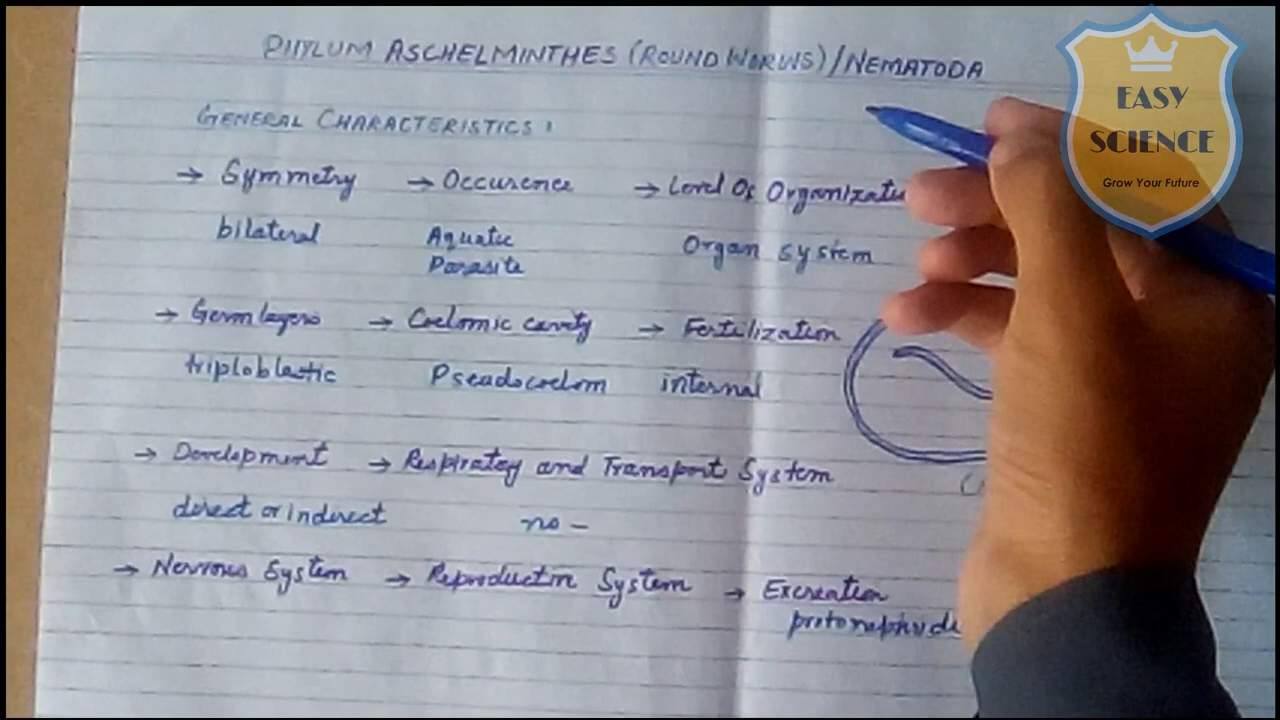 PHYLUM ASCHELMINTHES (ROUND WORMS)/NEMATODA
GENERAL CHARACTERISTICS:
→ Symmetry → Occurence → Level Of Organizatio
bilateral Aquatic Organ system
Parasite
→ Germ layers → Coelomic cavity → Fertilization
triploblastic Pseudocoelom internal
→ Development → Respiratory and Transport System
direct or indirect no -
→ Nervous System → Reproduction System → Excreation
protonephridi
EASY
SCIENCE
Grow Your Future